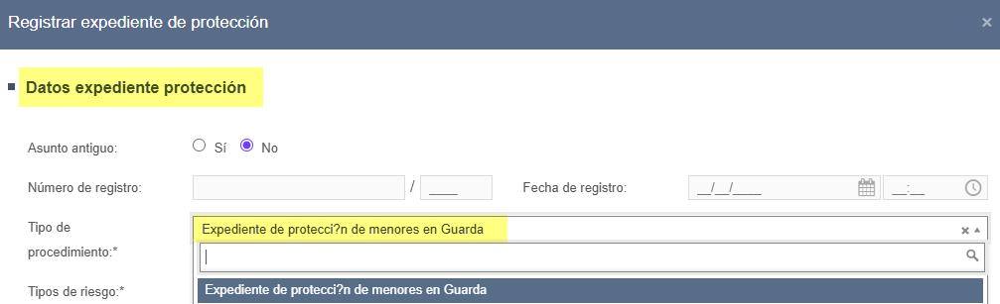 Registrar expediente de protección ×
Datos expediente protección
Asunto antiguo: Sí No
Número de registro: / ____ Fecha de registro: __/__/____ __:__
Tipo de procedimiento:* Expediente de protecci?n de menores en Guarda
Tipos de riesgo:* Expediente de protecci?n de menores en Guarda